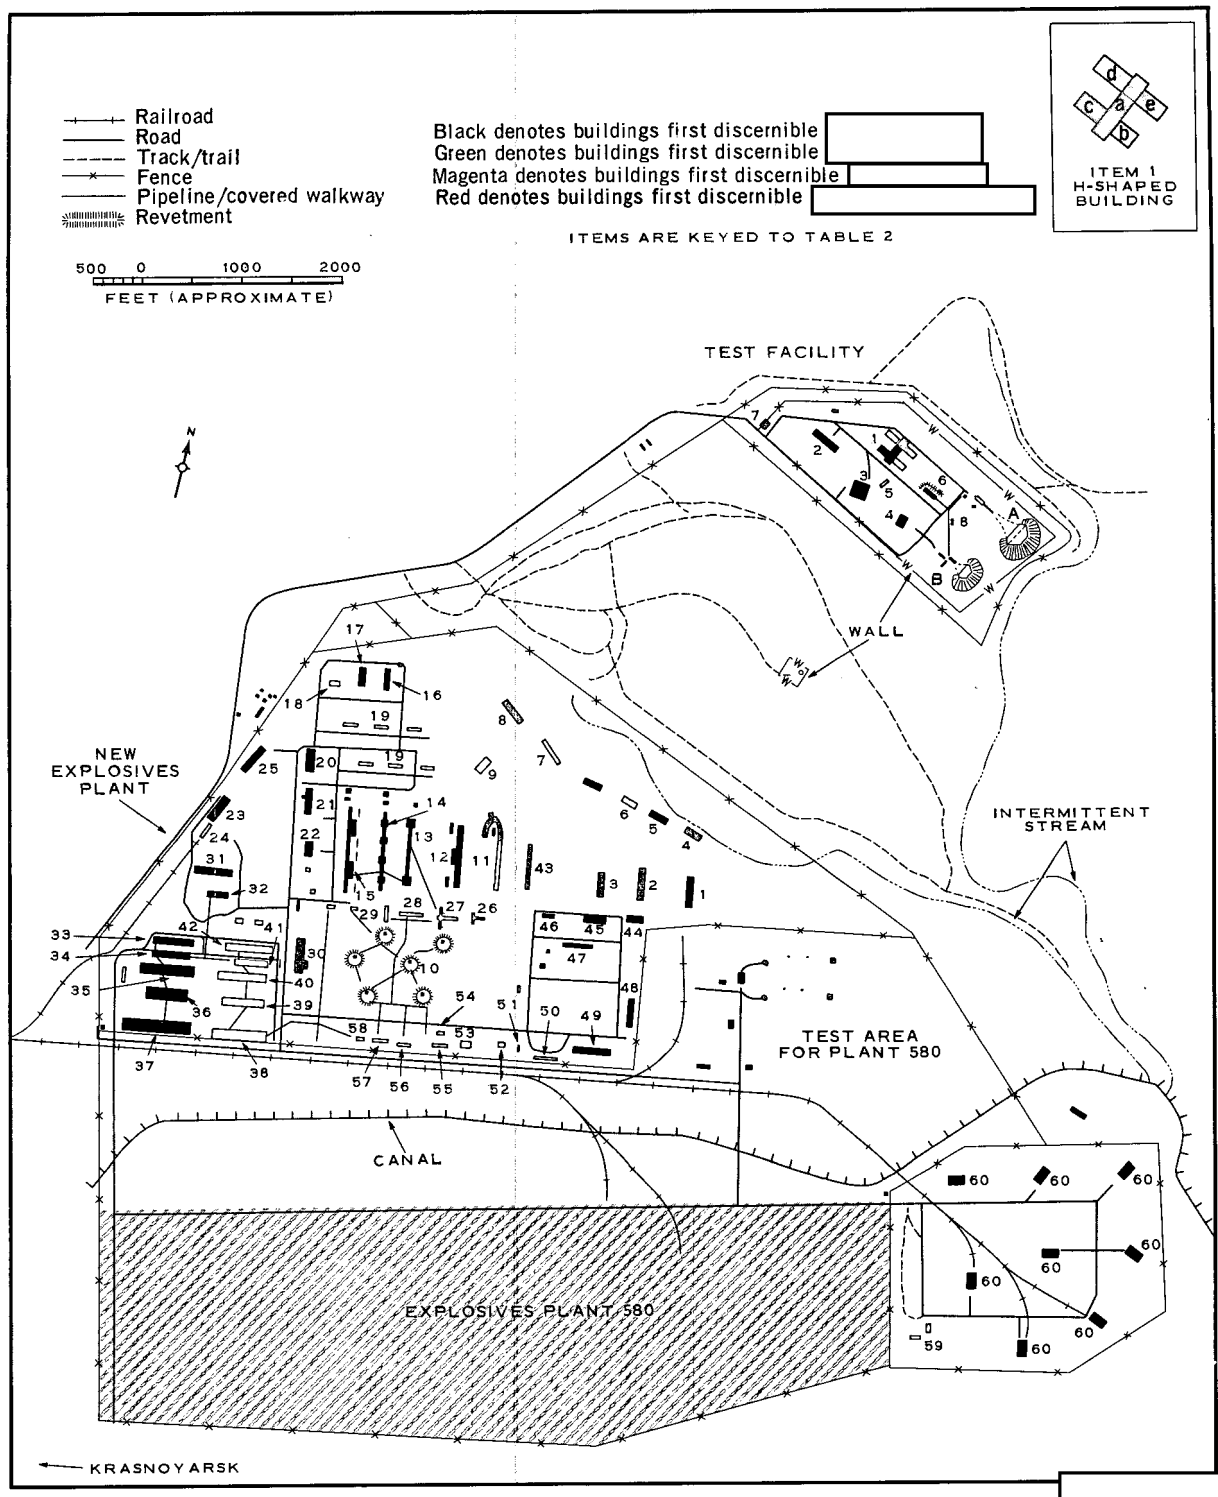 Railroad
Road
Track/trail
Fence
Pipeline/covered walkway
Revetment
500 0 1000 2000
FEET (APPROXIMATE)
Black denotes buildings first discernible
Green denotes buildings first discernible
Magenta denotes buildings first discernible
Red denotes buildings first discernible
ITEMS ARE KEYED TO TABLE 2
d
c a e
b
ITEM 1
H-SHAPED
BUILDING
TEST FACILITY
7
2
1
3
5
6
4
8
A
B
W
W
W
W
W
W
WALL
N
17
18
16
19
19
20
25
21
23
24
22
14
13
12
11
15
8
7
9
6
5
4
NEW
EXPLOSIVES
PLANT
INTERMITTENT
STREAM
31
32
43
3
2
1
29
28
27
26
42
41
33
34
35
36
37
40
39
38
30
10
46
45
44
47
48
54
51
50
49
58
53
57
56
55
52
TEST AREA
FOR PLANT 580
CANAL
60
60
60
60
60
60
60
60
59
EXPLOSIVES PLANT 580
KRASNOYARSK